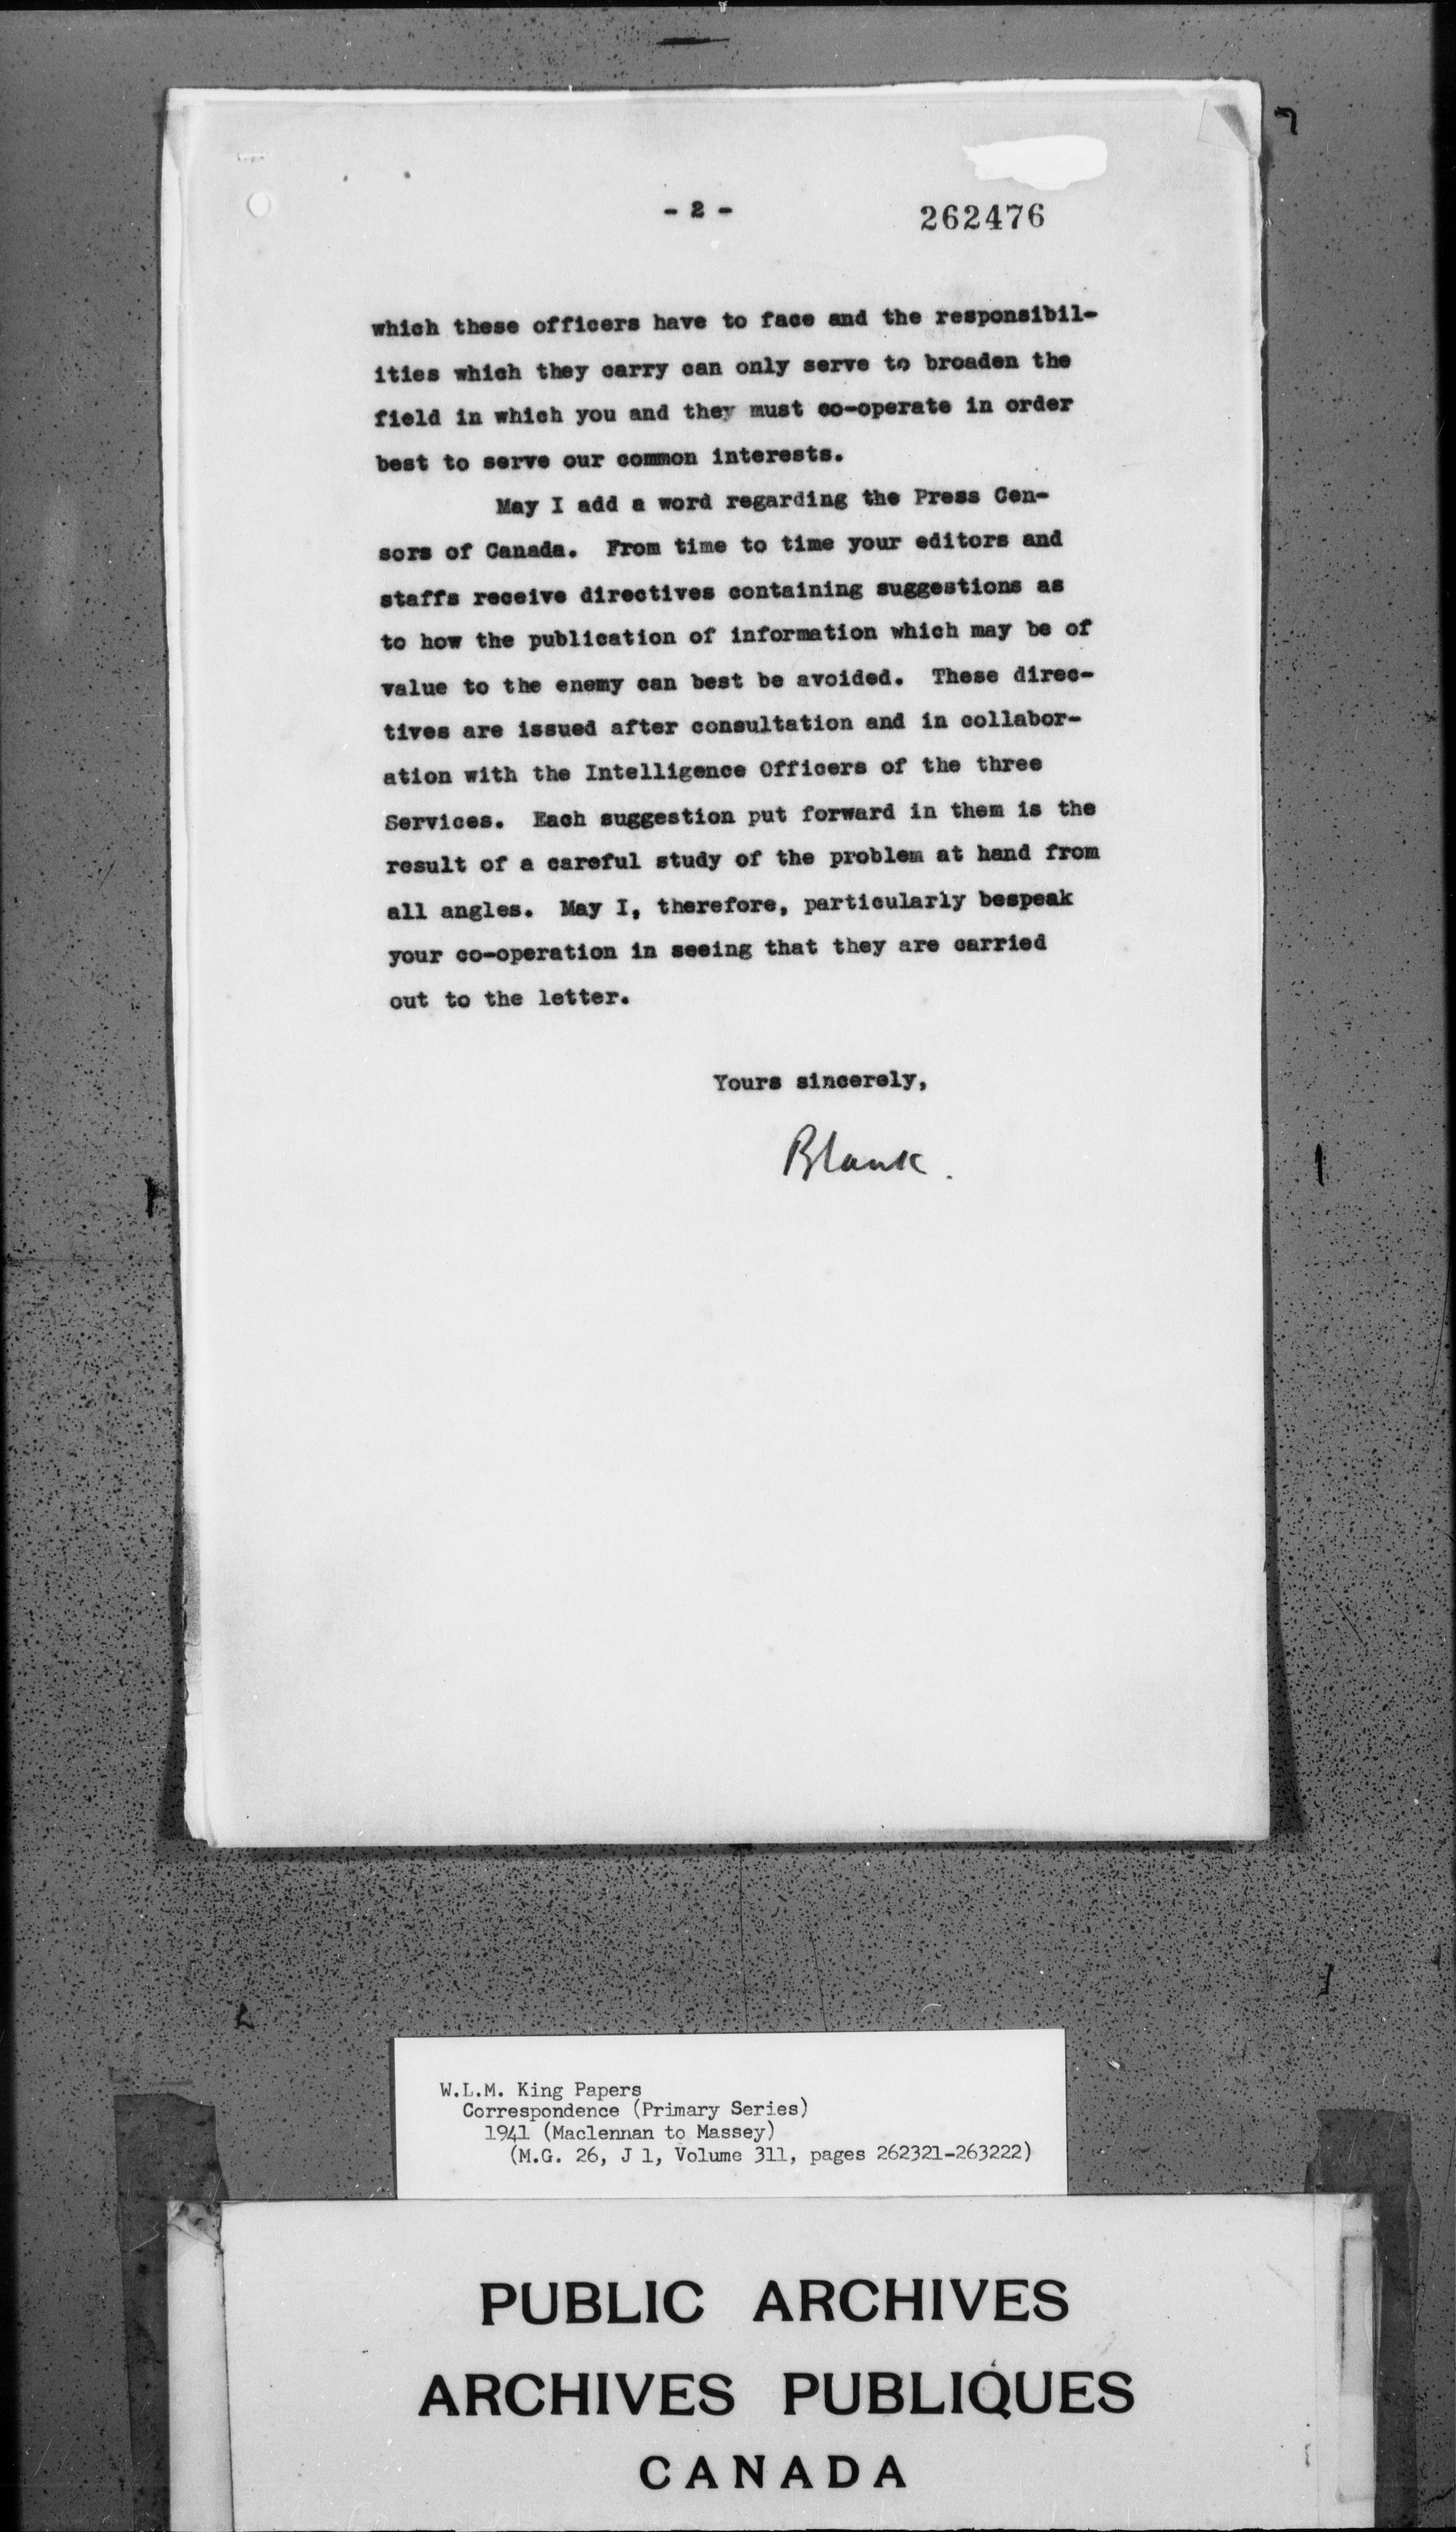 - 2 -
262476
which these officers have to face and the responsibil-
ities which they carry can only serve to broaden the
field in which you and they must co-operate in order
best to serve our common interests.
May I add a word regarding the Press Cen-
sors of Canada. From time to time your editors and
staffs receive directives containing suggestions as
to how the publication of information which may be of
value to the enemy can best be avoided. These direc-
tives are issued after consultation and in collabor-
ation with the Intelligence Officers of the three
Services. Each suggestion put forward in them is the
result of a careful study of the problem at hand from
all angles. May I, therefore, particularly bespeak
your co-operation in seeing that they are carried
out to the letter.
Yours sincerely,
Blank.
W.L.M. King Papers
Correspondence (Primary Series)
1941 (Maclennan to Massey)
(M.G. 26, J 1, Volume 311, pages 262321-263222)
PUBLIC ARCHIVES
ARCHIVES PUBLIQUES
CANADA